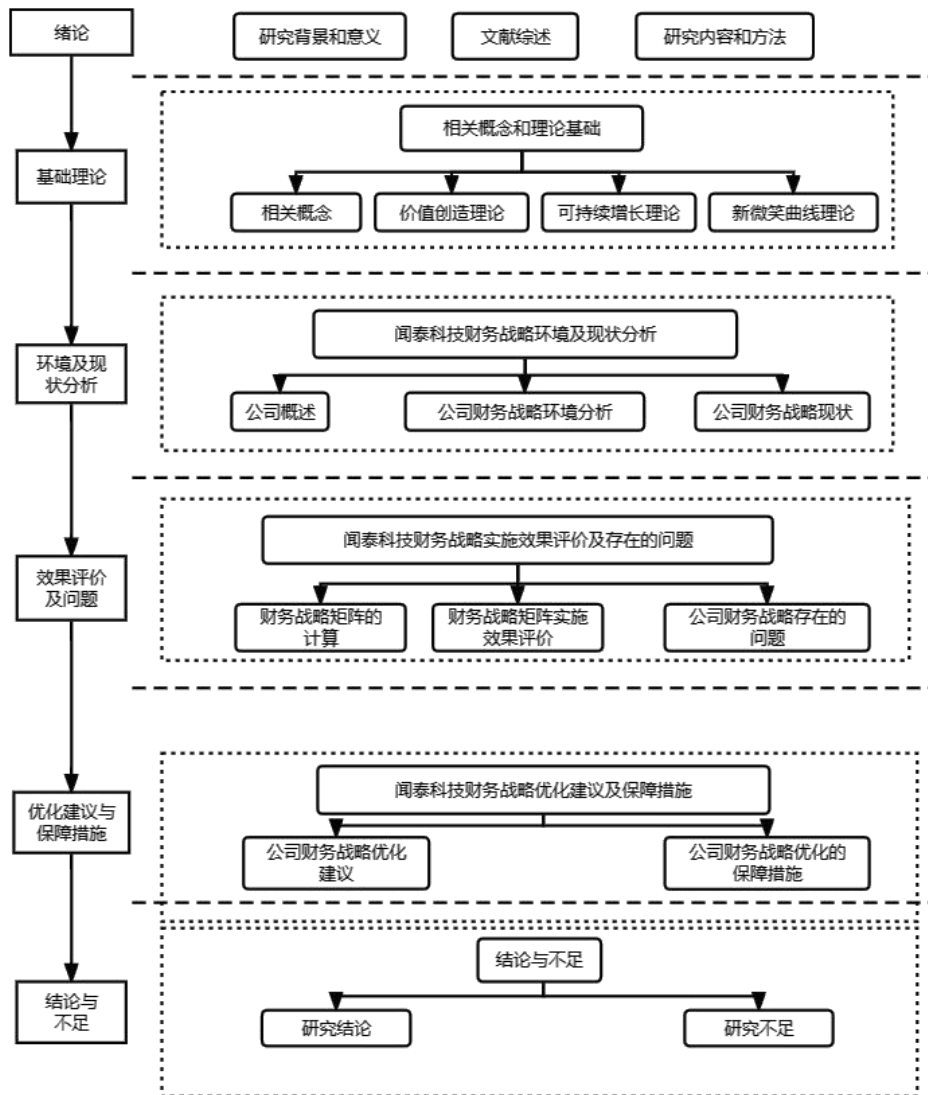 绪论
研究背景和意义
文献综述
研究内容和方法
相关概念和理论基础
基础理论
相关概念
价值创造理论
可持续增长理论
新微笑曲线理论
闻泰科技财务战略环境及现状分析
环境及现
状分析
公司概述
公司财务战略环境分析
公司财务战略现状
闻泰科技财务战略实施效果评价及存在的问题
效果评价
及问题
财务战略矩阵的
计算
财务战略矩阵实施
效果评价
公司财务战略存在的
问题
闻泰科技财务战略优化建议及保障措施
优化建议与
保障措施
公司财务战略优化
建议
公司财务战略优化的
保障措施
结论与不足
结论与
不足
研究结论
研究不足